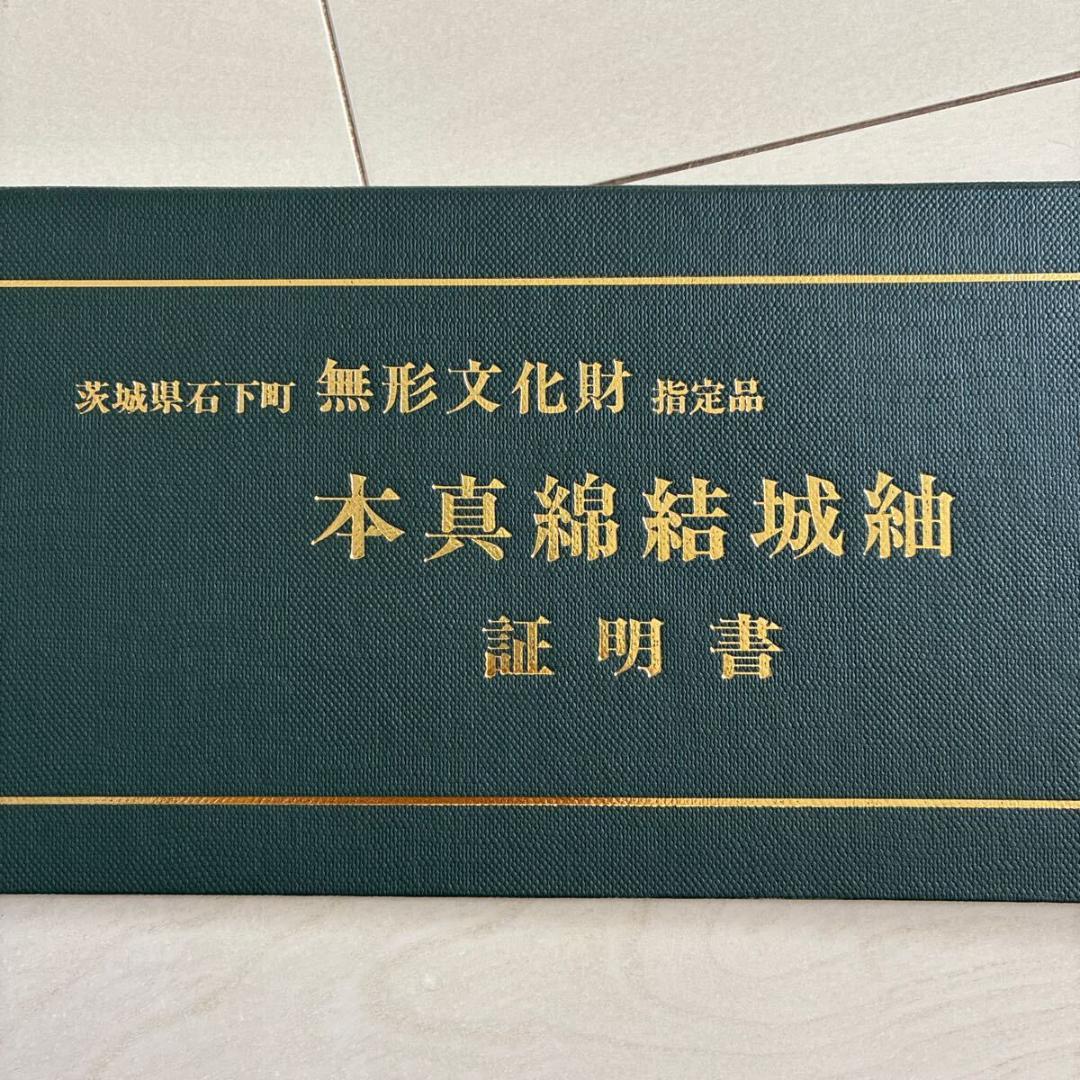 茨城県石下町 無形文化財 指定品
本真綿結城紬
証明書